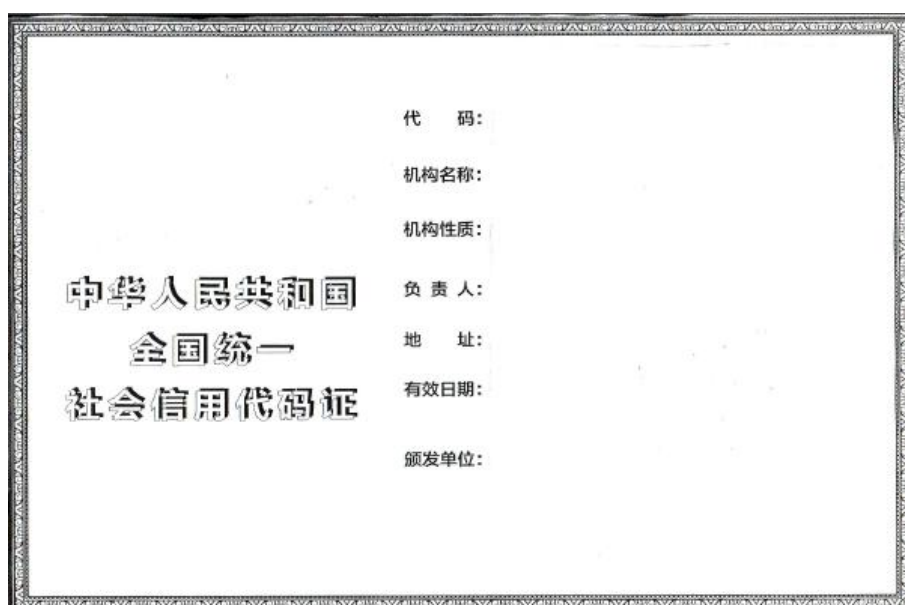 中华人民共和国
全国统一
社会信用代码证
代 码：
机构名称：
机构性质：
负 责 人：
地 址：
有效日期：
颁发单位：